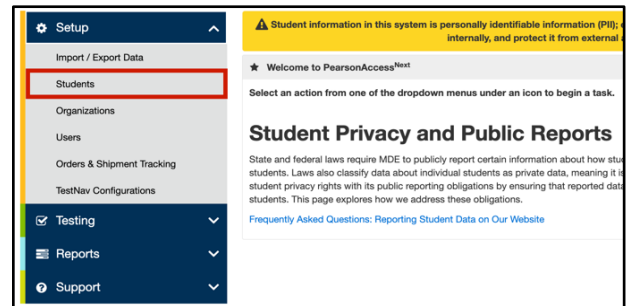 Setup
Import / Export Data
Students
Organizations
Users
Orders & Shipment Tracking
TestNav Configurations
Testing
Reports
Support
Student information in this system is personally identifiable information (PII);
internally, and protect it from external
Welcome to PearsonAccessNext
Select an action from one of the dropdown menus under an icon to begin a task.
Student Privacy and Public Reports
State and federal laws require MDE to publicly report certain information about how
students. Laws also classify data about individual students as private data, meaning it is
student privacy rights with its public reporting obligations by ensuring that reported data
students. This page explores how we address these obligations.
Frequently Asked Questions: Reporting Student Data on Our Website